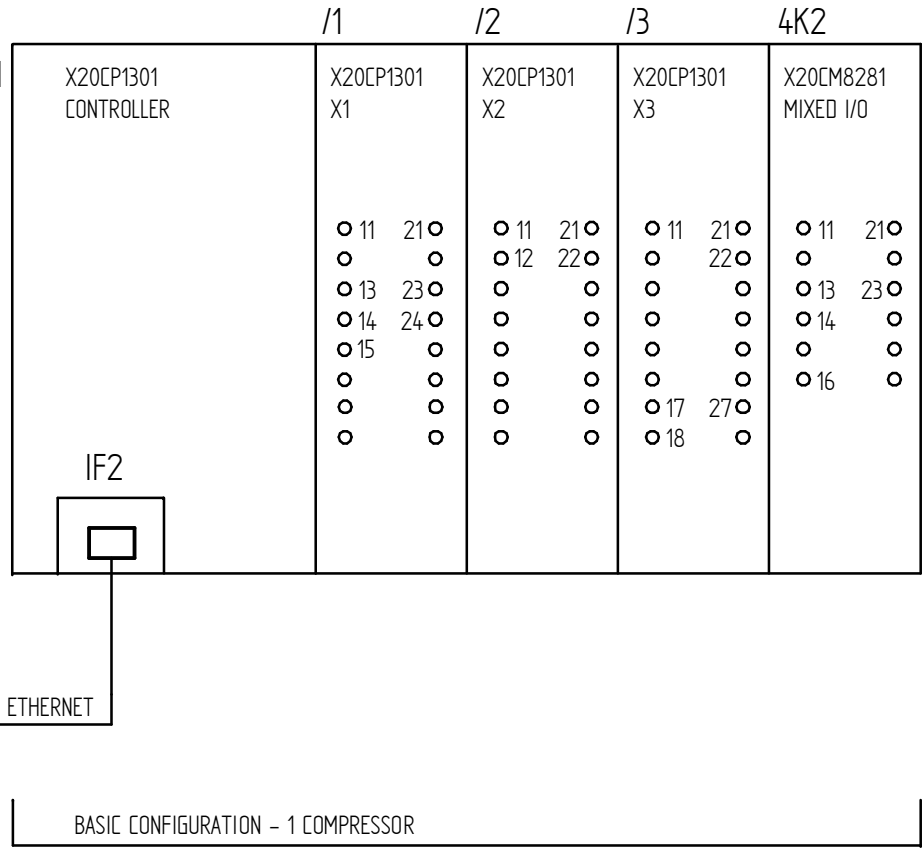 /1 /2 /3 4K2
X20CP1301 X20CP1301 X20CP1301 X20CP1301 X20CM8281
CONTROLLER X1 X2 X3 MIXED I/O
11 21 11 21 11 21 11 21
12 22 22
13 23 13 23
14 24 14
15
16
17 27
18
IF2
ETHERNET
BASIC CONFIGURATION - 1 COMPRESSOR